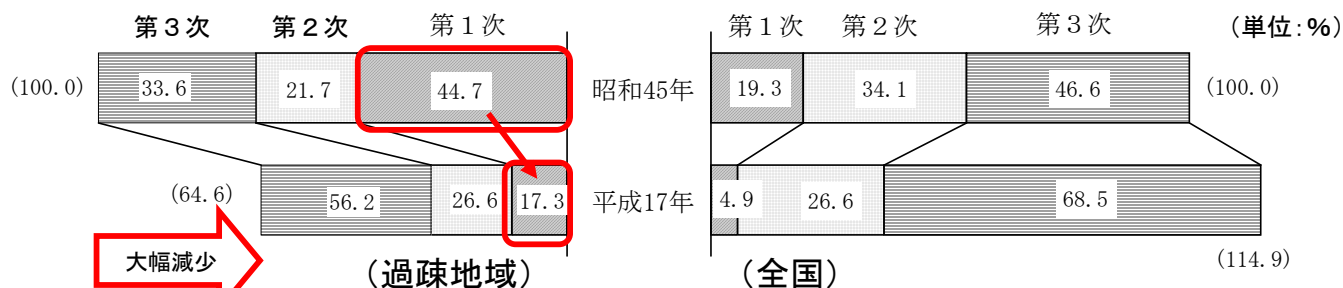 第３次 第２次 第１次 第１次 第２次 第３次 (単位:%)
(100.0) 33.6 21.7 44.7 昭和45年 19.3 34.1 46.6 (100.0)
(64.6) 56.2 26.6 17.3 平成17年 4.9 26.6 68.5
(114.9)
大幅減少 (過疎地域) (全国)